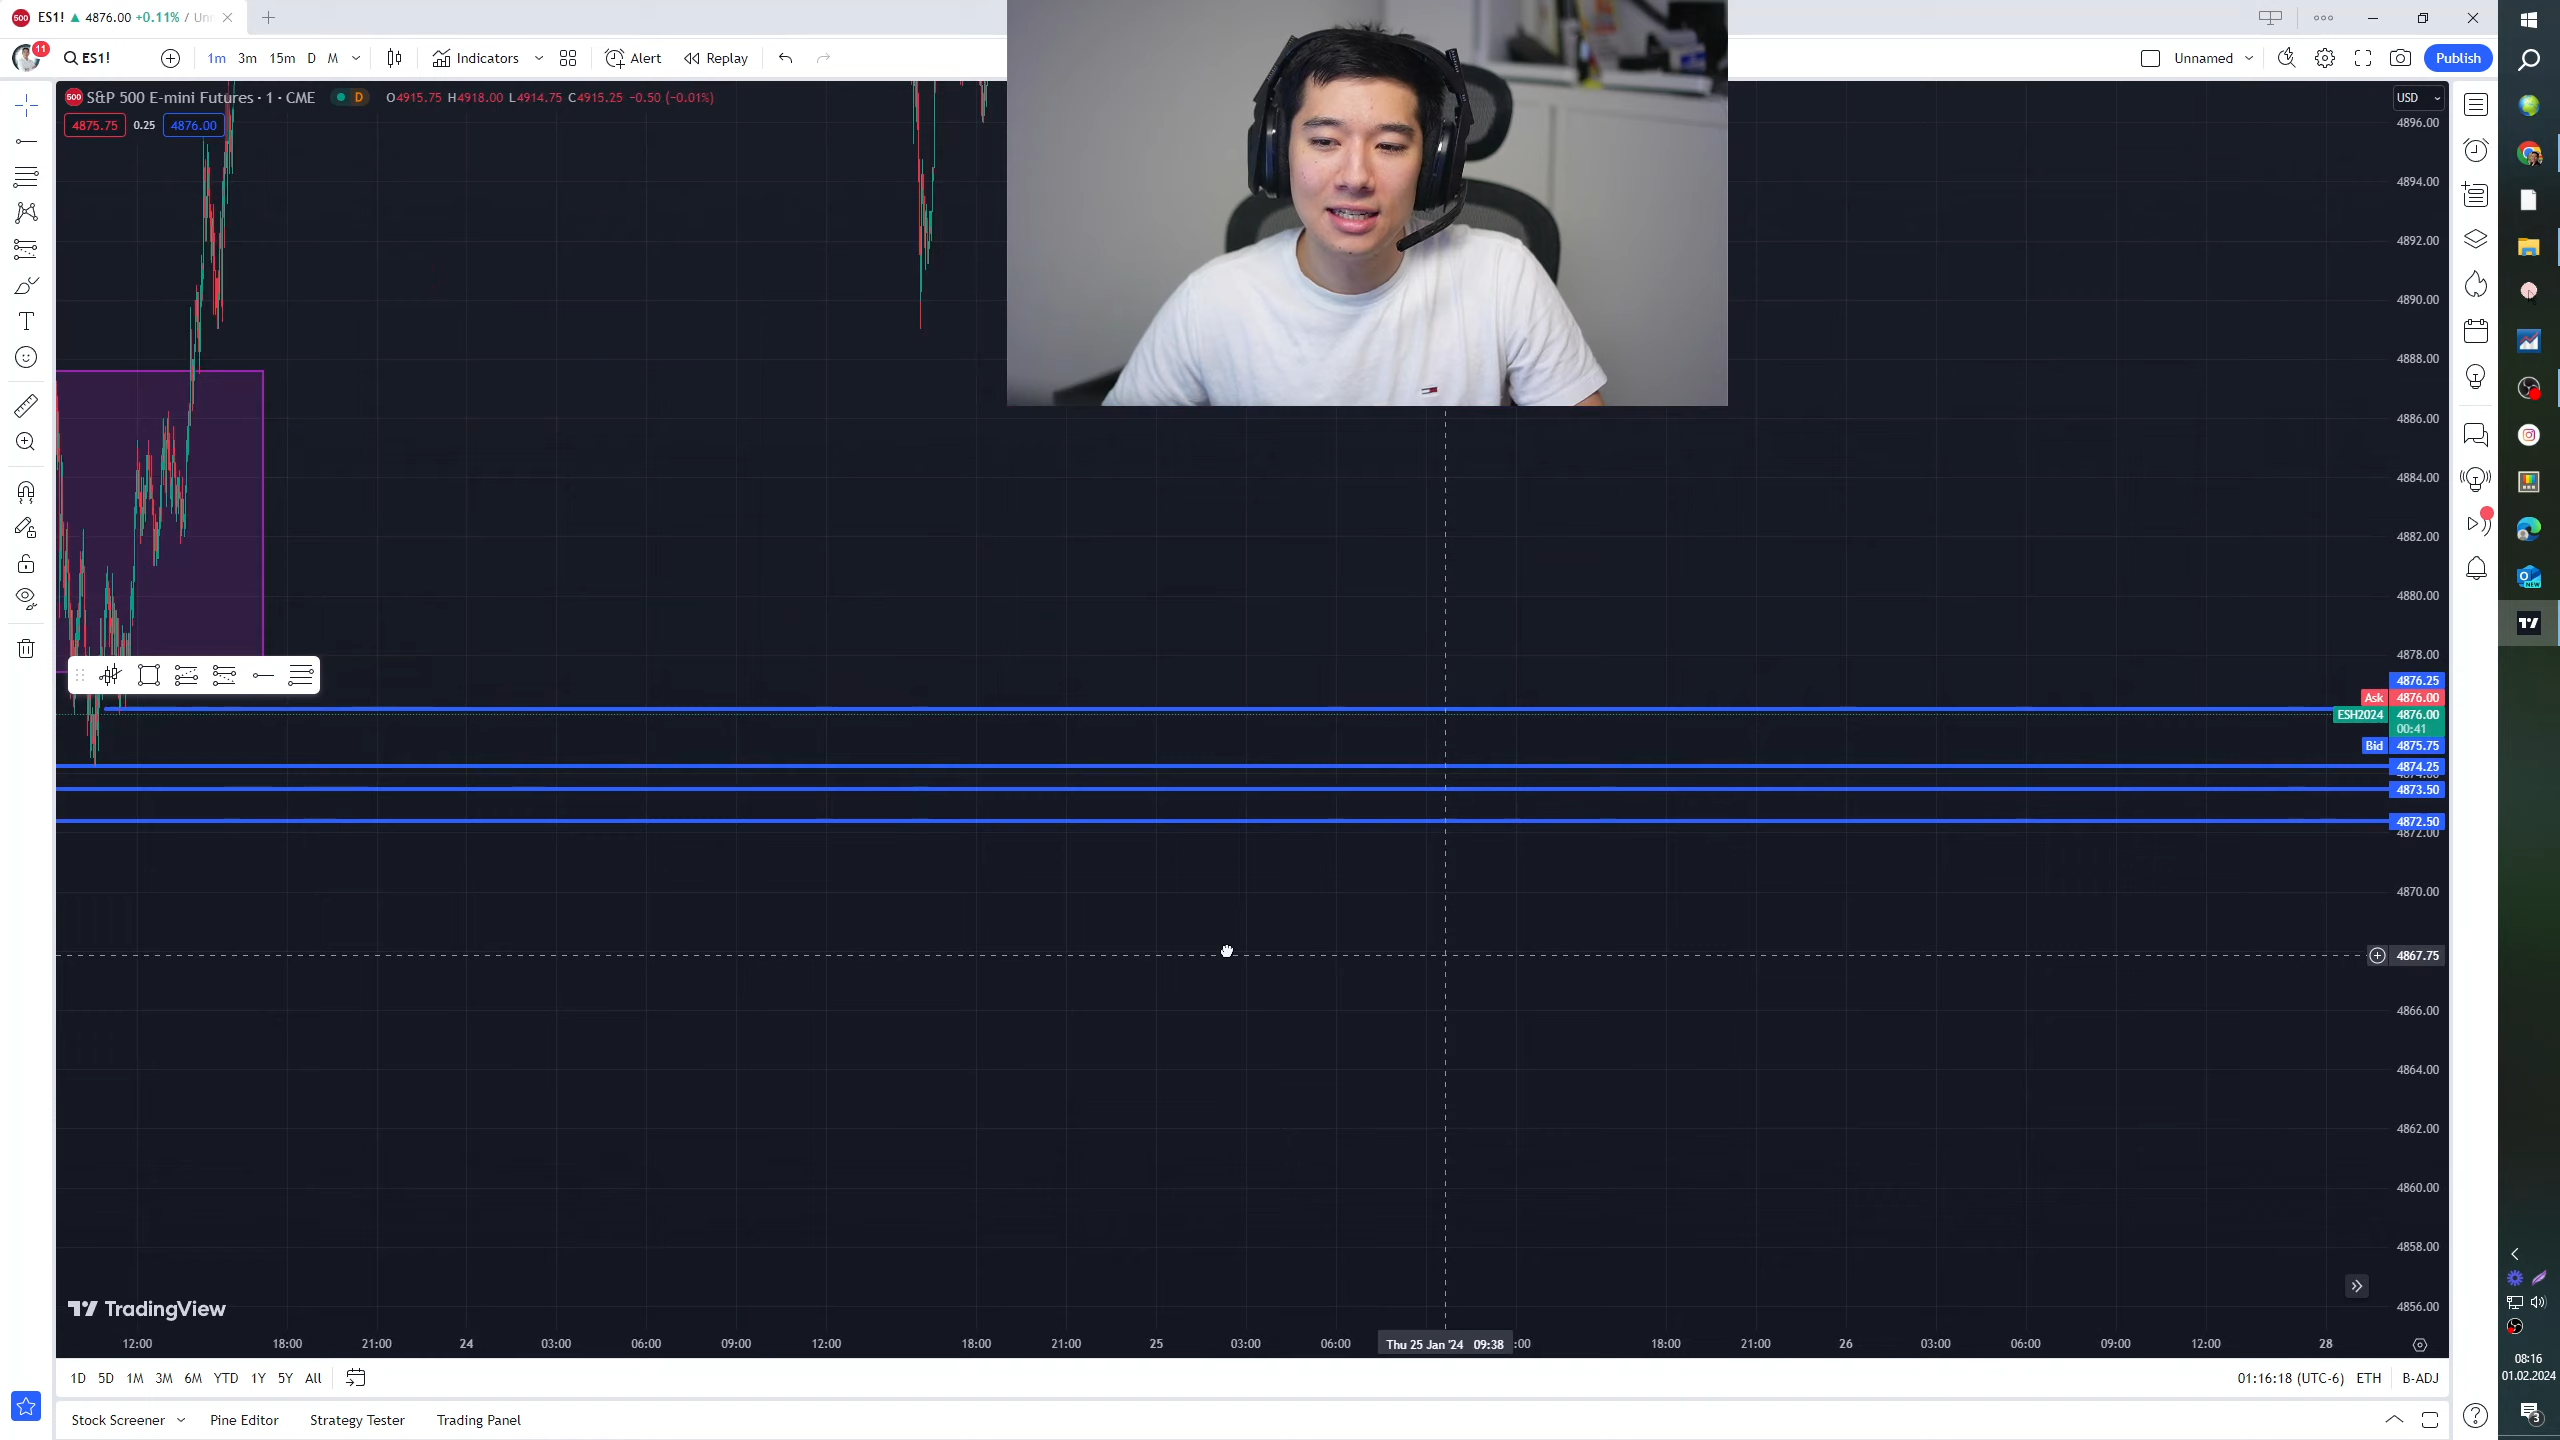 ES1! ▲ 4876.00 +0.11% / Unn
11
ES1!
1m 3m 15m D M
Indicators
Alert
Replay
Unnamed
Publish
500 S&P 500 E-mini Futures · 1 · CME
D
O4915.75 H4918.00 L4914.75 C4915.25 −0.50 (−0.01%)
4875.75 0.25 4876.00
USD
4896.00
4894.00
4892.00
4890.00
4888.00
4886.00
4884.00
4882.00
4880.00
4878.00
4876.25
Ask 4876.00
ESH2024 4876.00
00:41
Bid 4875.75
4874.25
4873.50
4872.50
4872.00
4870.00
4867.75
4866.00
4864.00
4862.00
4860.00
4858.00
4856.00
TradingView
12:00 18:00 21:00 24 03:00 06:00 09:00 12:00 18:00 21:00 25 03:00 06:00 Thu 25 Jan '24 09:38 :00 18:00 21:00 26 03:00 06:00 09:00 12:00 28
1D 5D 1M 3M 6M YTD 1Y 5Y All
01:16:18 (UTC-6) ETH B-ADJ
Stock Screener Pine Editor Strategy Tester Trading Panel
NEW
08:16
01.02.2024
3